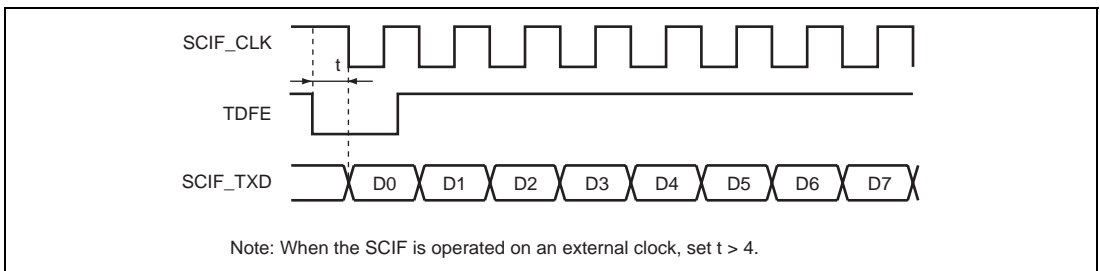 SCIF_CLK
t
TDFE
SCIF_TXD D0 D1 D2 D3 D4 D5 D6 D7
Note: When the SCIF is operated on an external clock, set t > 4.